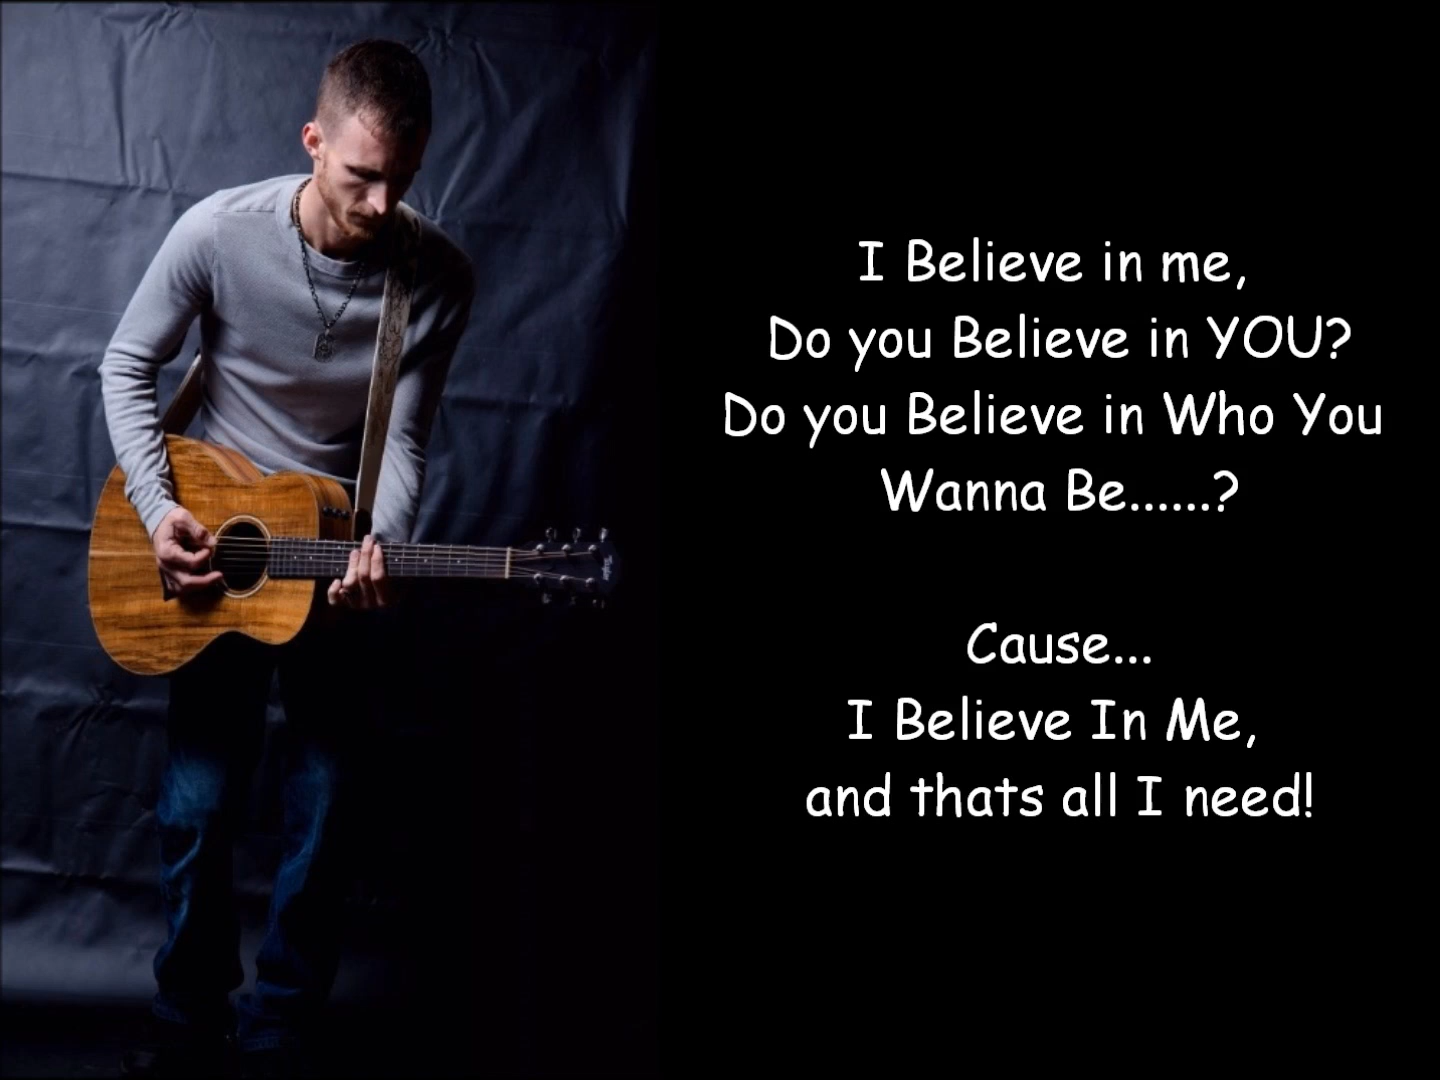 I Believe in me,
Do you Believe in YOU?
Do you Believe in Who You
Wanna Be......?
Cause...
I Believe In Me,
and thats all I need!
Taylor